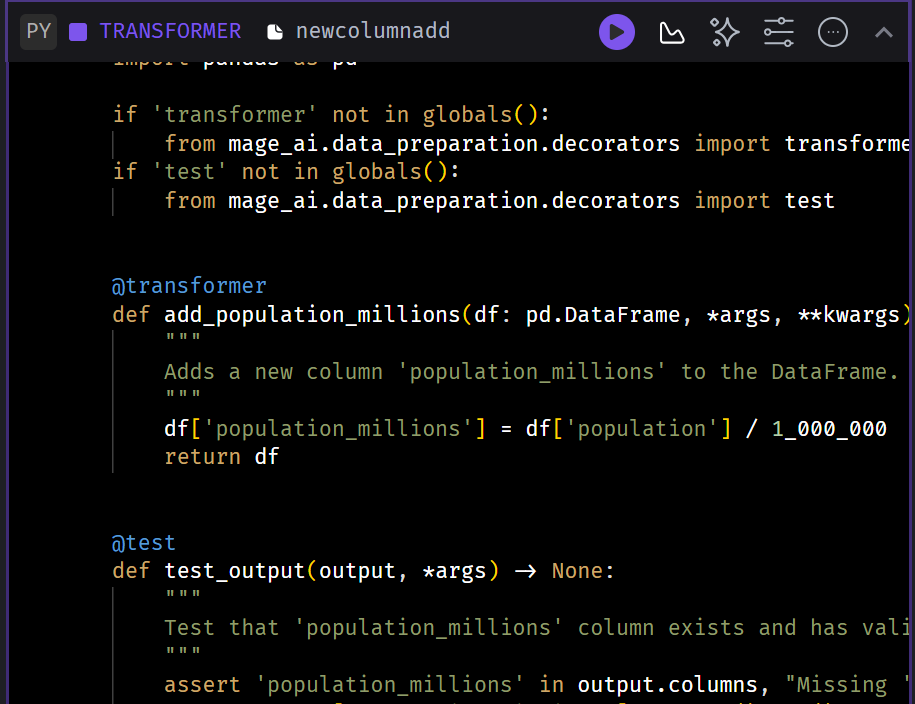 PY TRANSFORMER newcolumnadd
import pandas as pd
if 'transformer' not in globals():
from mage_ai.data_preparation.decorators import transforme
if 'test' not in globals():
from mage_ai.data_preparation.decorators import test
@transformer
def add_population_millions(df: pd.DataFrame, *args, **kwargs)
"""
Adds a new column 'population_millions' to the DataFrame.
"""
df['population_millions'] = df['population'] / 1_000_000
return df
@test
def test_output(output, *args) -> None:
"""
Test that 'population_millions' column exists and has vali
"""
assert 'population_millions' in output.columns, "Missing '